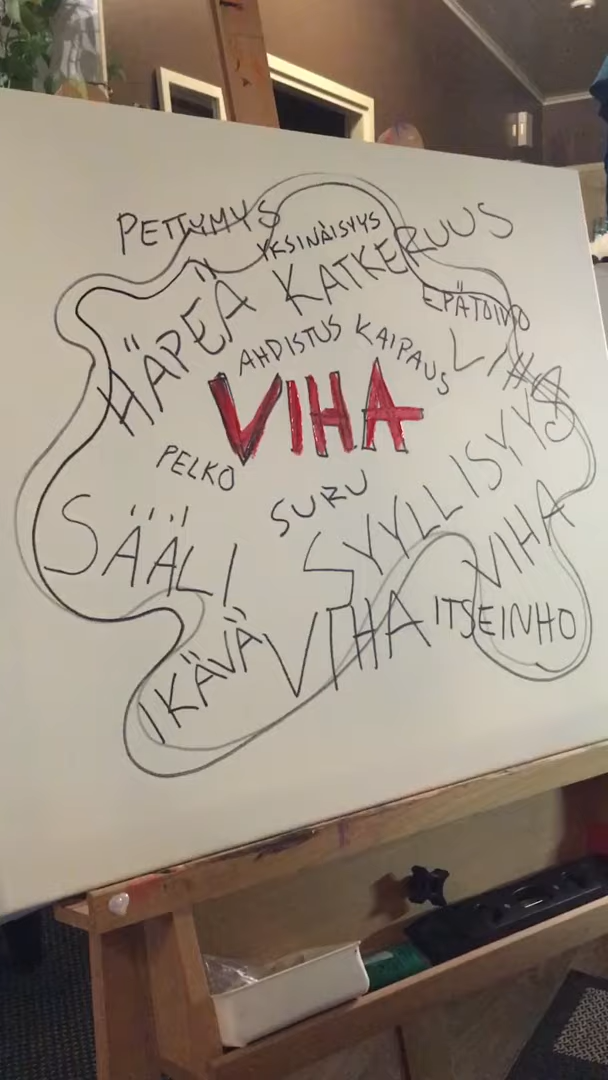 PETTYMYS
YKSINÄISYYS
HÄPEÄ KATKERUUS
EPÄTOIVO
AHDISTUS KAIPAUS
VIHA
VIHA
PELKO
SURU
SYYLLISYYS
SÄÄLI
VIHA
IKÄVÄ
VIHA
ITSEINHO